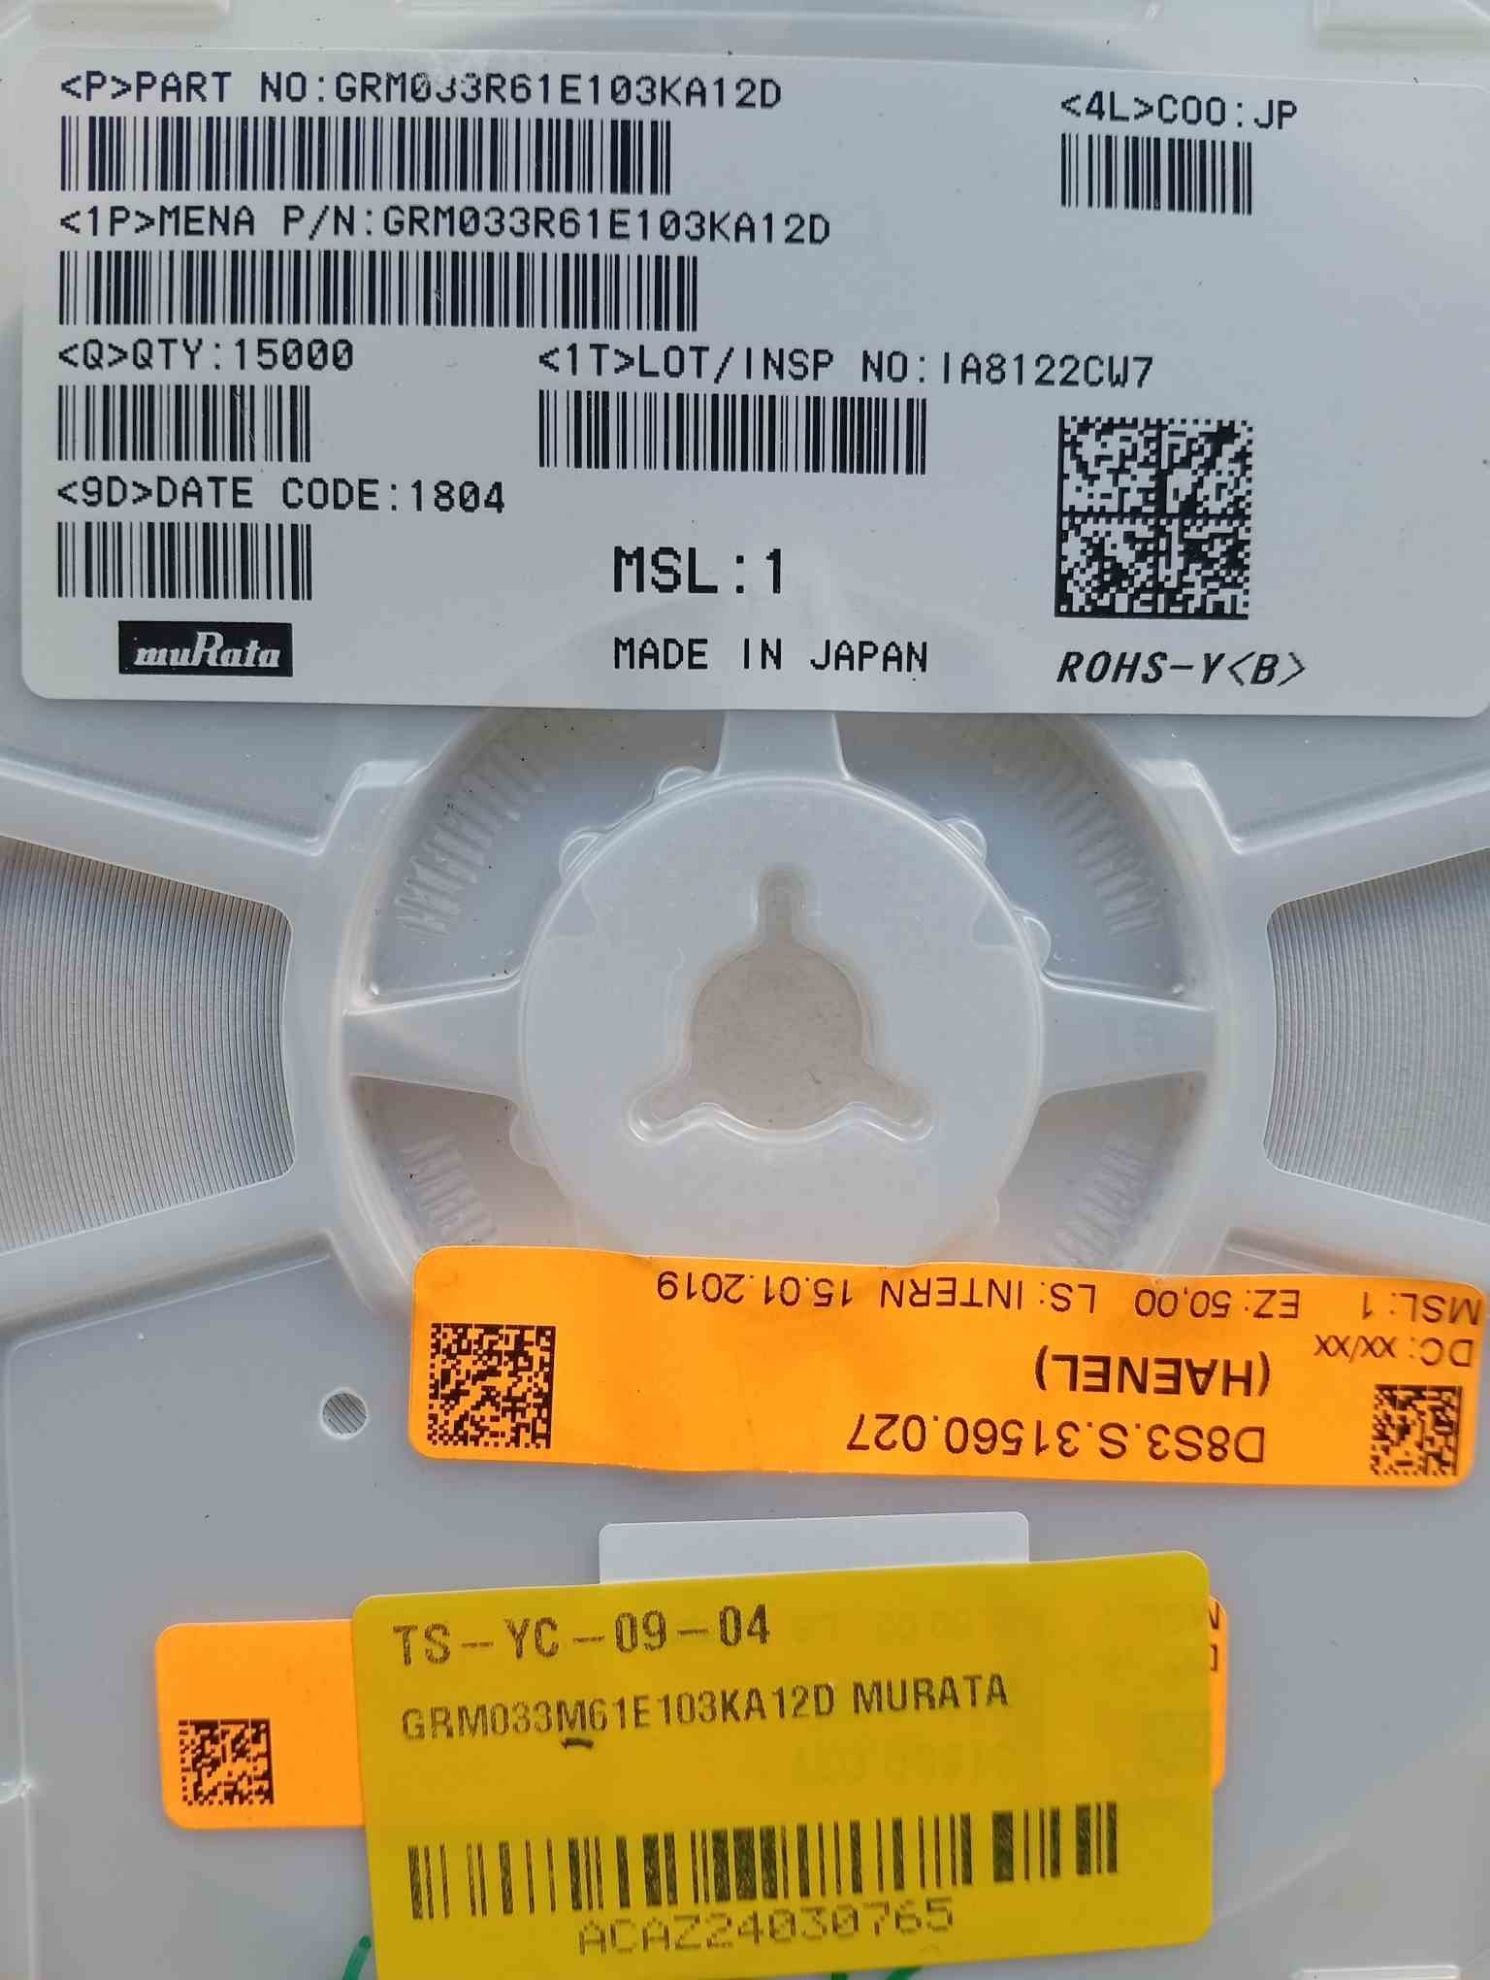 <P>PART NO:GRM033R61E103KA12D
<4L>COO:JP
<1P>MENA P/N:GRM033R61E103KA12D
<Q>QTY:15000
<1T>LOT/INSP NO:IA8122CW7
<9D>DATE CODE:1804
MSL:1
muRata
MADE IN JAPAN
ROHS-Y<B>
D8S3.S.31560.027
(HAENEL)
DC: xx/xx
MSL: 1 EZ: 50,00 LS: INTERN 15.01.2019
TS-YC-09-04
GRM033M61E103KA12D MURATA
ACAZ24030765